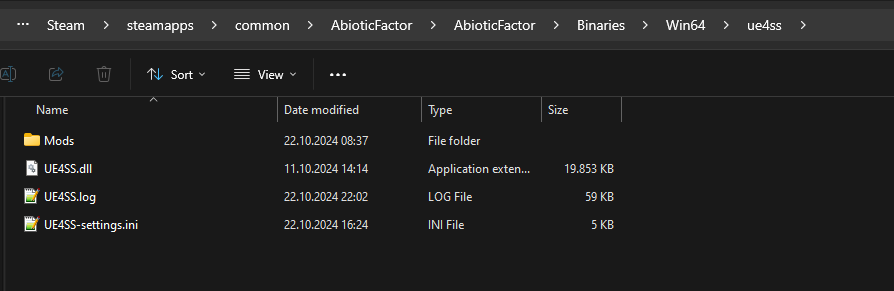 ... Steam > steamapps > common > AbioticFactor > AbioticFactor > Binaries > Win64 > ue4ss >
Sort View ...
Name Date modified Type Size
Mods 22.10.2024 08:37 File folder
UE4SS.dll 11.10.2024 14:14 Application exten... 19.853 KB
UE4SS.log 22.10.2024 22:02 LOG File 59 KB
UE4SS-settings.ini 22.10.2024 16:24 INI File 5 KB